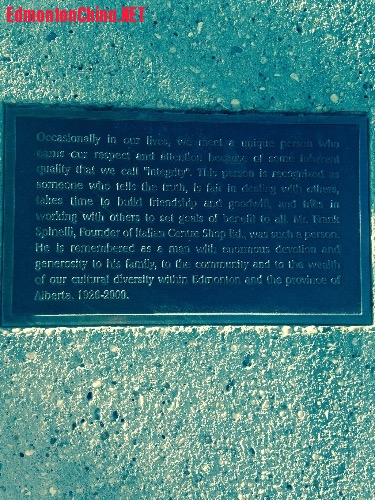 EdmontonChina.NET
Occasionally in our lives, we meet a unique person who
earns our respect and attention because of some inherent
quality that we call "integrity". This person is recognized as
someone who tells the truth, is fair in dealing with others,
takes time to build friendship and goodwill, and in
working with others to set goals of benefit to all. Mr. Frank
Spinelli, Founder of Italian Centre Shop ltd., was such a person.
He is remembered as a man with enormous devotion and
generosity to his family, to the community and to the wealth
of our cultural diversity within Edmonton and the province of
Alberta.